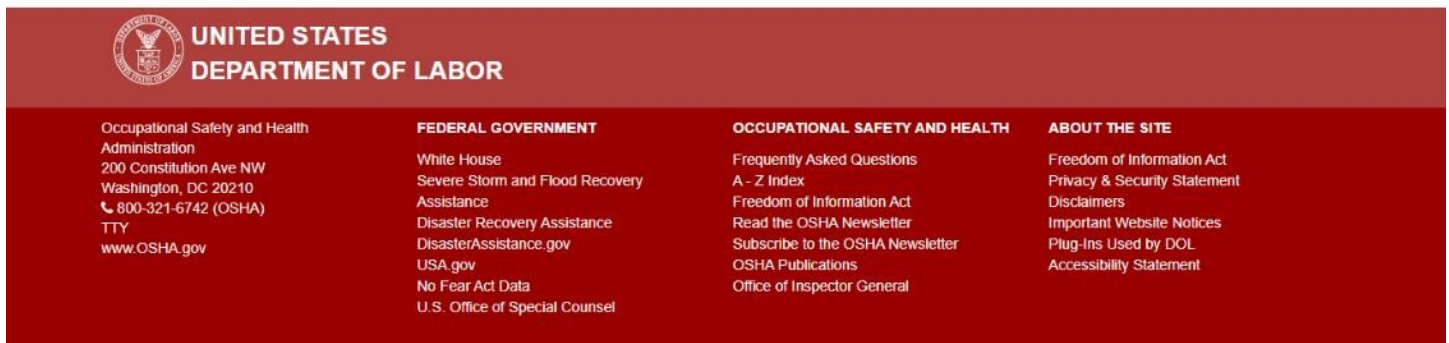 UNITED STATES
DEPARTMENT OF LABOR
Occupational Safety and Health
Administration
200 Constitution Ave NW
Washington, DC 20210
800-321-6742 (OSHA)
TTY
www.OSHA.gov
FEDERAL GOVERNMENT
White House
Severe Storm and Flood Recovery
Assistance
Disaster Recovery Assistance
DisasterAssistance.gov
USA.gov
No Fear Act Data
U.S. Office of Special Counsel
OCCUPATIONAL SAFETY AND HEALTH
Frequently Asked Questions
A - Z Index
Freedom of Information Act
Read the OSHA Newsletter
Subscribe to the OSHA Newsletter
OSHA Publications
Office of Inspector General
ABOUT THE SITE
Freedom of Information Act
Privacy & Security Statement
Disclaimers
Important Website Notices
Plug-Ins Used by DOL
Accessibility Statement